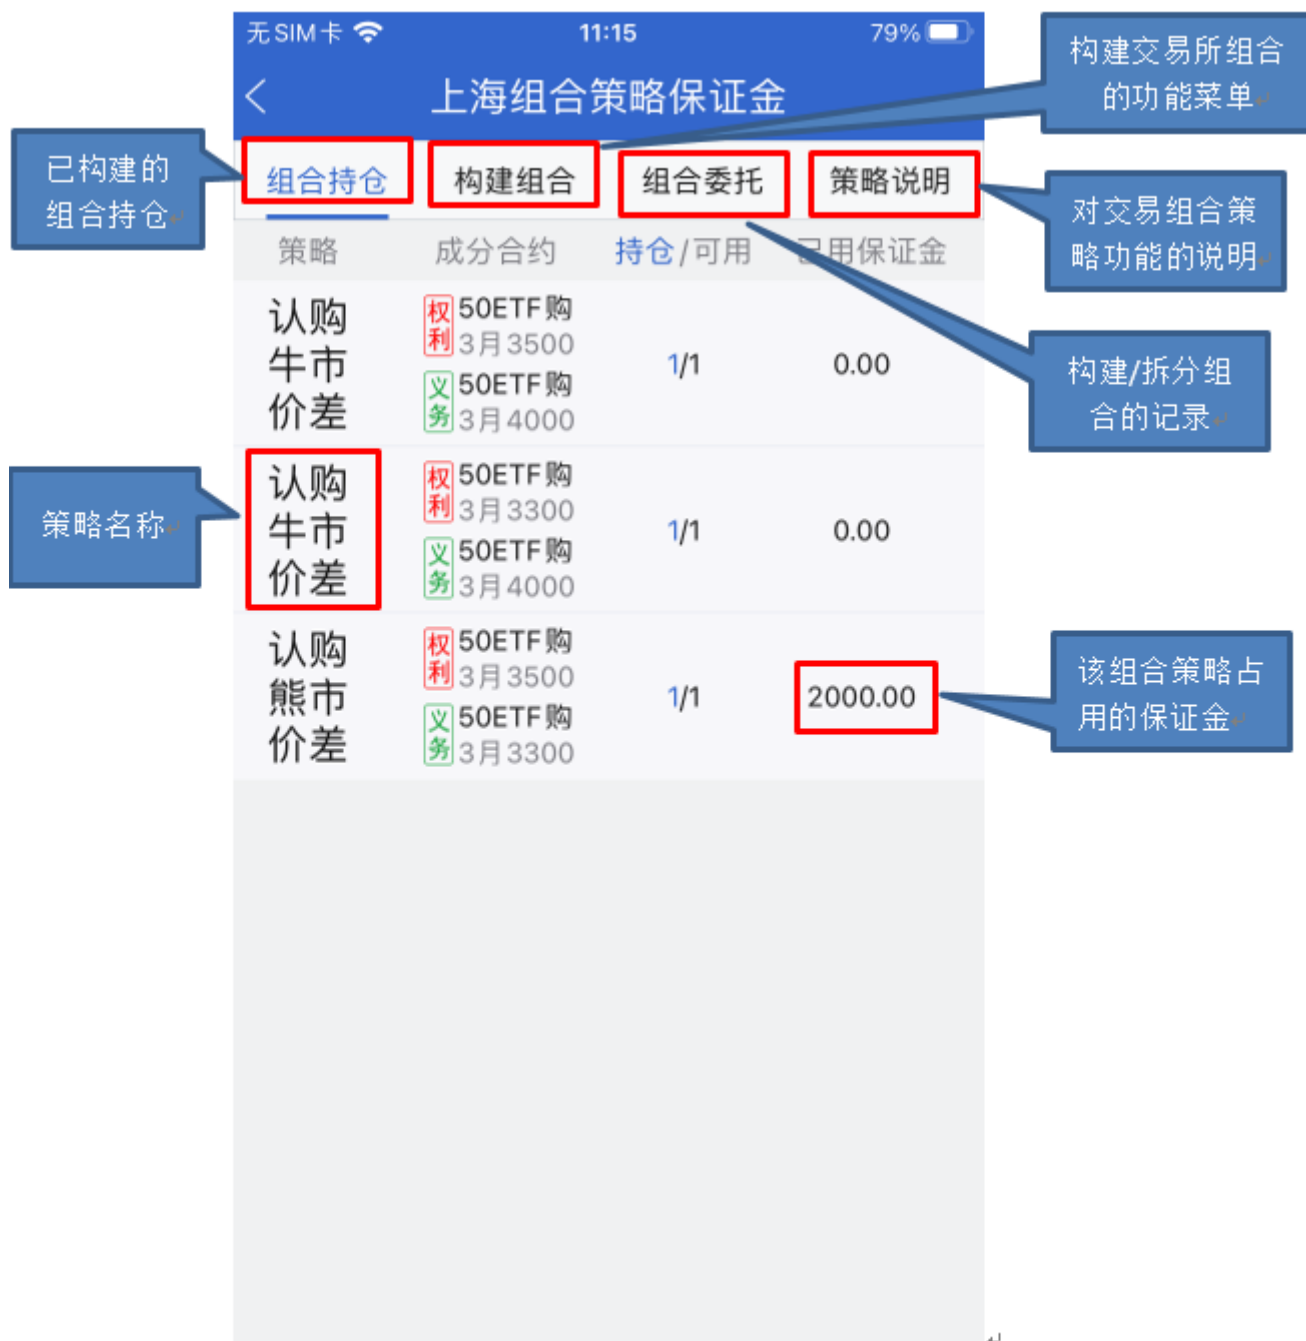 无SIM卡 11:15 79%
上海组合策略保证金
组合持仓 构建组合 组合委托 策略说明
策略 成分合约 持仓/可用 已用保证金
认购
牛市
价差
权利 50ETF购
3月3500
义务 50ETF购
3月4000
1/1
0.00
认购
牛市
价差
权利 50ETF购
3月3300
义务 50ETF购
3月4000
1/1
0.00
认购
熊市
价差
权利 50ETF购
3月3500
义务 50ETF购
3月3300
1/1
2000.00
已构建的
组合持仓
策略名称
构建交易所组合
的功能菜单
对交易组合策
略功能的说明
构建/拆分组
合的记录
该组合策略占
用的保证金